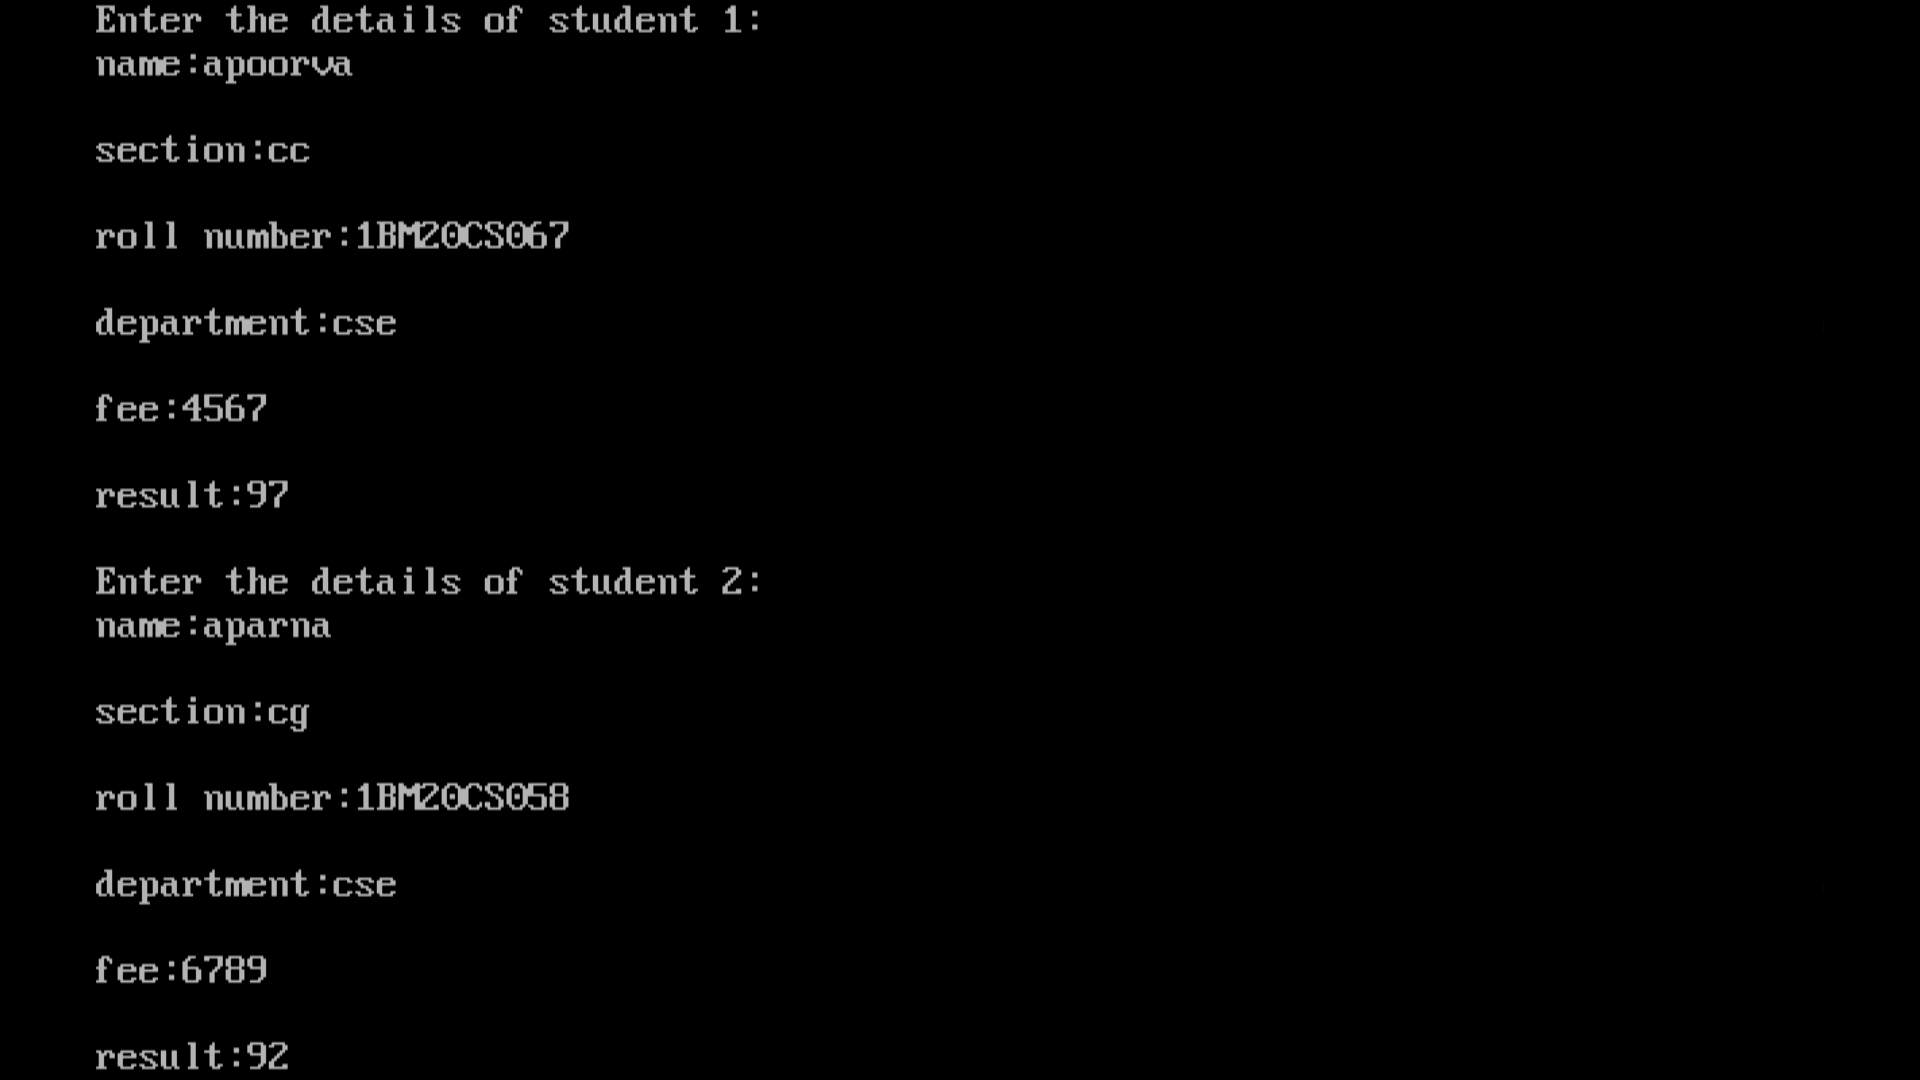 Enter the details of student 1:
name:apoorva
section:cc
roll number:1BM20CS067
department:cse
fee:4567
result:97
Enter the details of student 2:
name:aparna
section:cg
roll number:1BM20CS058
department:cse
fee:6789
result:92